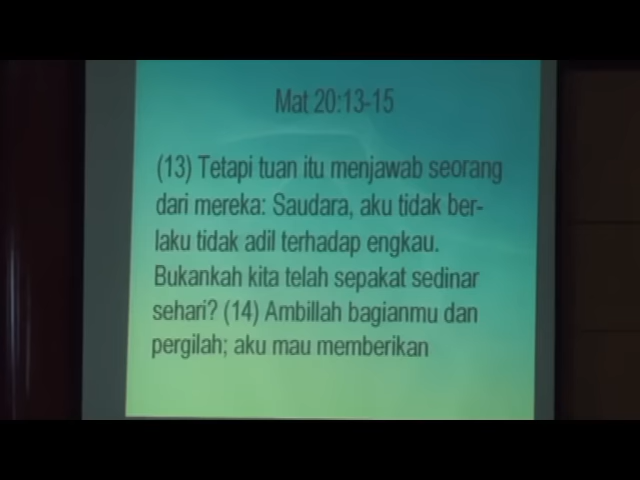 Mat 20:13-15
(13) Tetapi tuan itu menjawab seorang
dari mereka: Saudara, aku tidak ber-
laku tidak adil terhadap engkau.
Bukankah kita telah sepakat sedinar
sehari? (14) Ambillah bagianmu dan
pergilah; aku mau memberikan